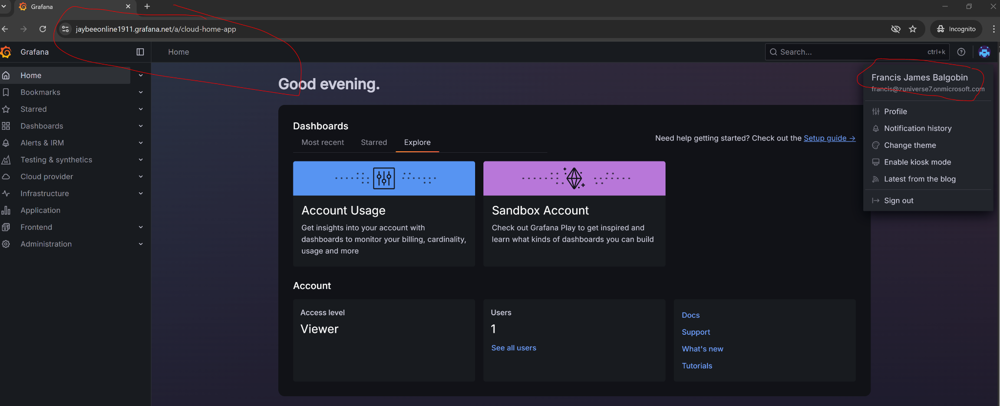 Grafana
jaybeeonline1911.grafana.net/a/cloud-home-app
Incognito
Grafana
Home
Search...
ctrl+k
Home
Bookmarks
Starred
Dashboards
Alerts & IRM
Testing & synthetics
Cloud provider
Infrastructure
Application
Frontend
Administration
Good evening.
Dashboards
Most recent
Starred
Explore
Need help getting started? Check out the Setup guide →
Account Usage
Get insights into your account with
dashboards to monitor your billing, cardinality,
usage and more
Sandbox Account
Check out Grafana Play to get inspired and
learn what kinds of dashboards you can build
Account
Access level
Viewer
Users
1
See all users
Docs
Support
What's new
Tutorials
Francis James Balgobin
francis@zuniverse7.onmicrosoft.com
Profile
Notification history
Change theme
Enable kiosk mode
Latest from the blog
Sign out